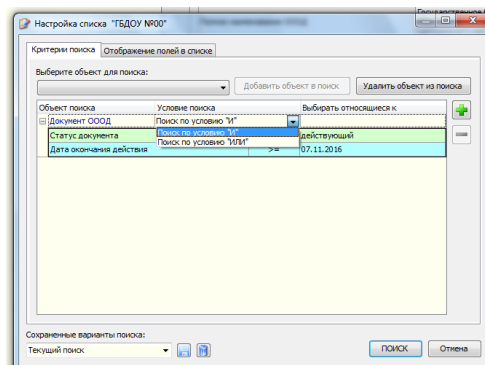 Государственное
Настройка списка "ГБДОУ №00"
Критерии поиска Отображение полей в списке
Выберите объект для поиска:
Добавить объект в поиск Удалить объект из поиска
Объект поиска Условие поиска Выбирать относящиеся к
Документ ОООД Поиск по условию "И"
Статус документа Поиск по условию "И" действующий
Поиск по условию "ИЛИ"
Дата окончания действия >= 07.11.2016
Сохраненные варианты поиска:
Текущий поиск ПОИСК Отмена